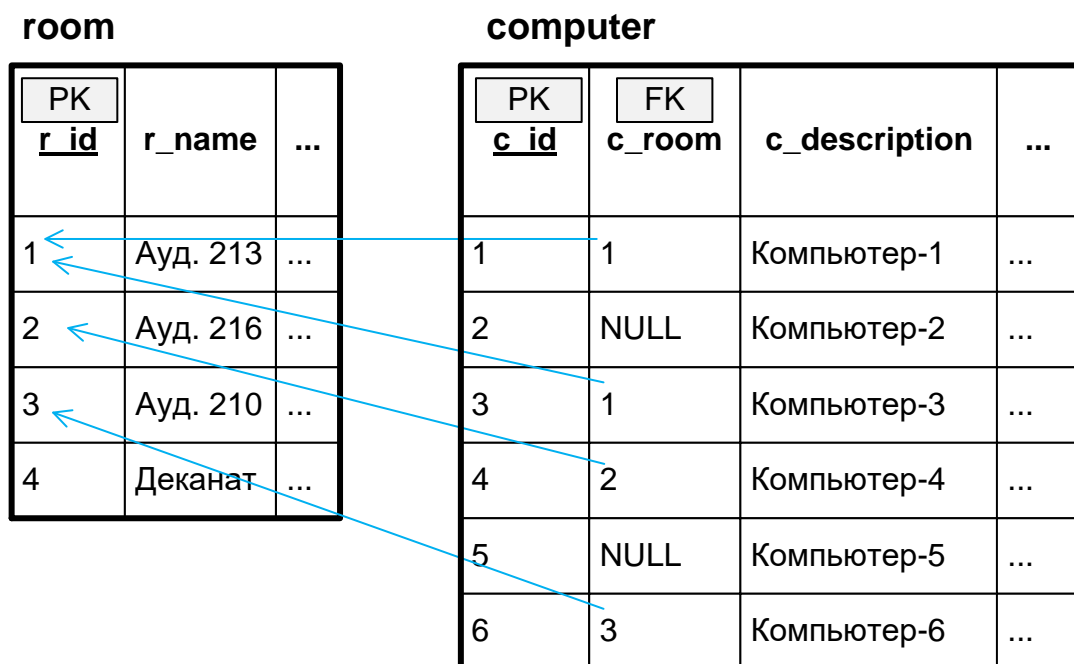 room
PK
r_id r_name ...
1 Ауд. 213 ...
2 Ауд. 216 ...
3 Ауд. 210 ...
4 Деканат ...
computer
PK FK
c_id c_room c_description ...
1 1 Компьютер-1 ...
2 NULL Компьютер-2 ...
3 1 Компьютер-3 ...
4 2 Компьютер-4 ...
5 NULL Компьютер-5 ...
6 3 Компьютер-6 ...